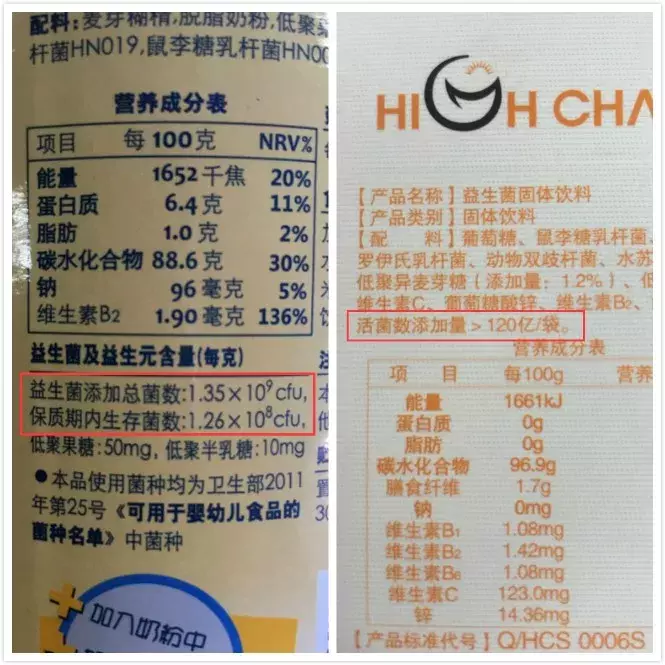 配料:麦芽糊精,脱脂奶粉,低聚
杆菌HN019,鼠李糖乳杆菌HN00
营养成分表
项目 每100克 NRV%
能量 1652千焦 20%
蛋白质 6.4克 11%
脂肪 1.0克 2%
碳水化合物 88.6克 30%
钠 96毫克 5%
维生素B2 1.90毫克 136%
益生菌及益生元含量(每克)
益生菌添加总菌数:1.35×10⁹cfu,
保质期内生存菌数:1.26×10⁸cfu,
低聚果糖:50mg,低聚半乳糖:10mg
●本品使用菌种均为卫生部2011
年第25号《可用于婴幼儿食品的
菌种名单》中菌种
加入奶粉中
HIGH CHA
【产品名称】益生菌固体饮料
【产品类别】固体饮料
【配 料】葡萄糖、鼠李糖乳杆菌、
罗伊氏乳杆菌、动物双歧杆菌、水苏
低聚异麦芽糖(添加量:1.2%)、低
维生素C、葡萄糖酸锌、维生素B₂、
活菌数添加量>120亿/袋。
营养成分表
项 目 每100g 营养
能量 1661kJ
蛋白质 0g
脂肪 0g
碳水化合物 96.9g
膳食纤维 1.7g
钠 0mg
维生素B₁ 1.08mg
维生素B₂ 1.42mg
维生素B₆ 1.08mg
维生素C 123.0mg
锌 14.36mg
【产品标准代号】Q/HCS 0006S